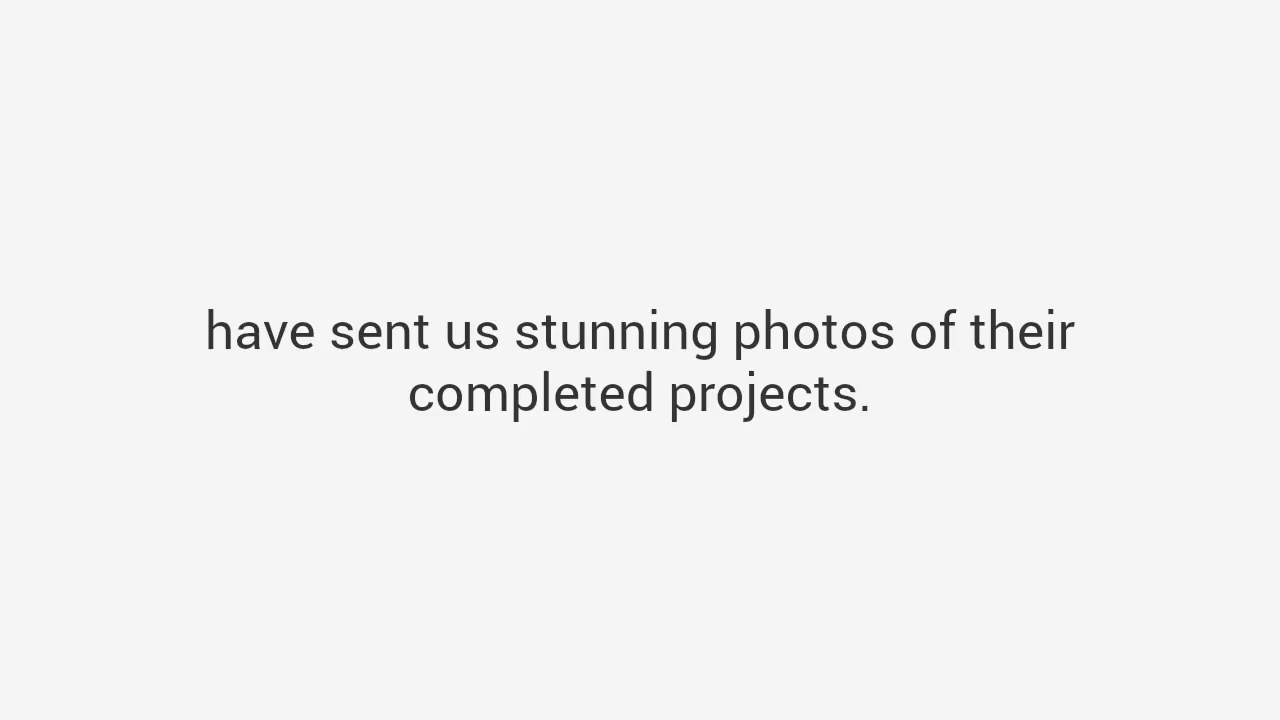 have sent us stunning photos of their
completed projects.